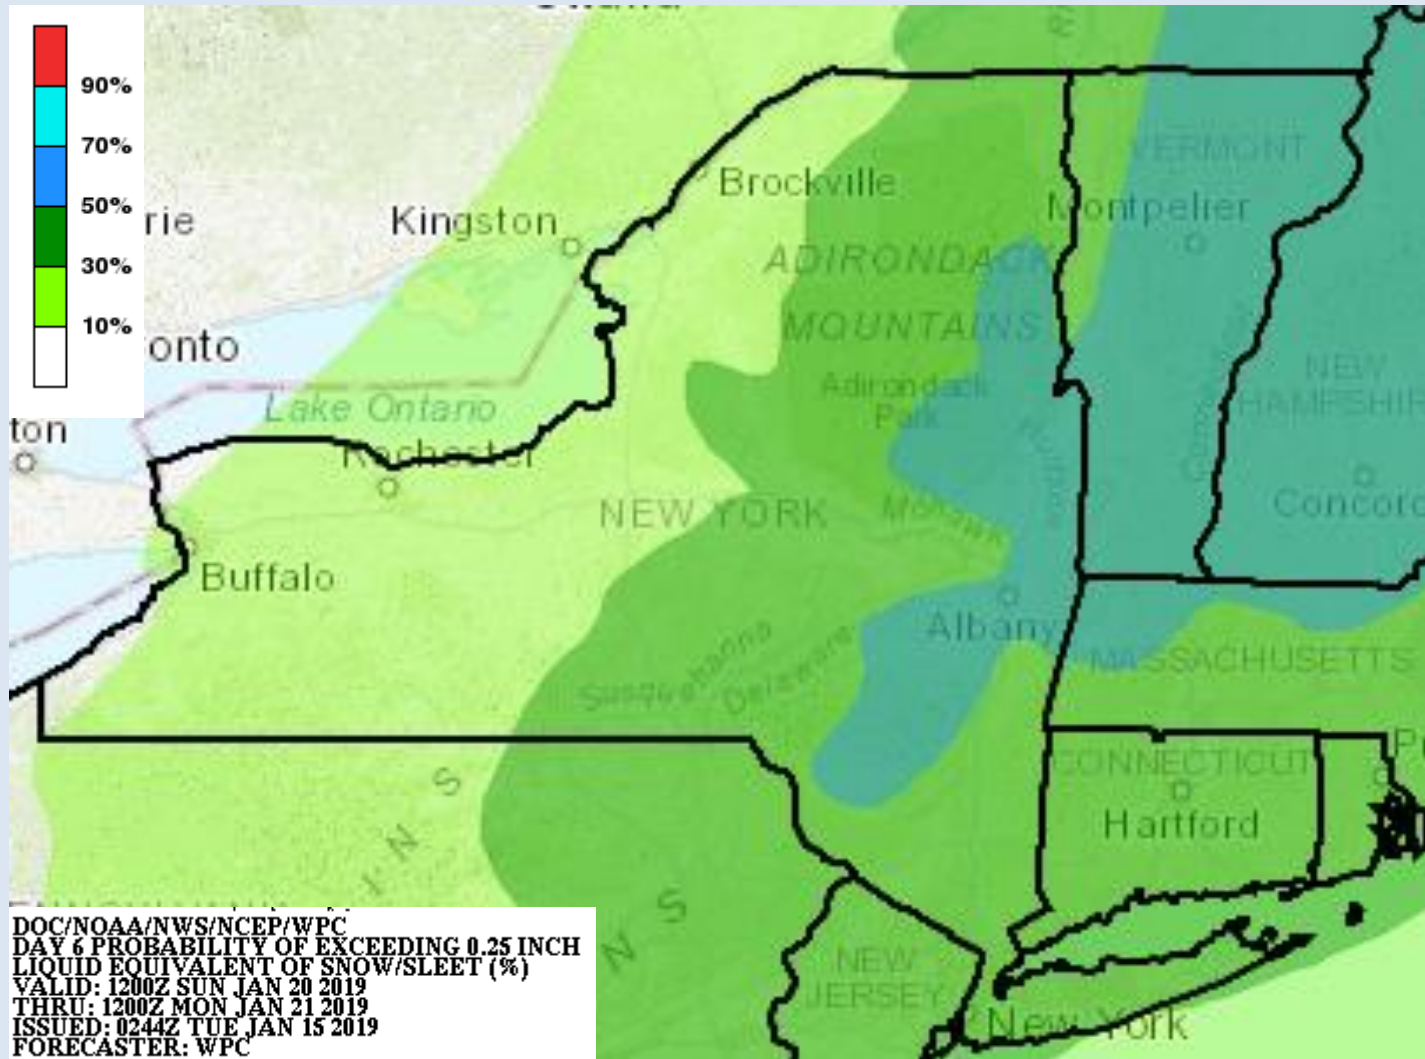 90%
70%
50%
30%
10%
rie
Kingston
Brockville
VERMONT
Montpelier
ADIRONDACK
MOUNTAINS
onto
Adirondack
Park
NEW
HAMPSHIR
Lake Ontario
ton
Rochester
Hudson
NEW YORK
Mohawk
Concord
Buffalo
Albany
Susquehanna
Delaware
MASSACHUSETTS
CONNECTICUT
Hartford
S
N
I
S
N
NEW
JERSEY
New York
DOC/NOAA/NWS/NCEP/WPC
DAY 6 PROBABILITY OF EXCEEDING 0.25 INCH
LIQUID EQUIVALENT OF SNOW/SLEET (%)
VALID: 1200Z SUN JAN 20 2019
THRU: 1200Z MON JAN 21 2019
ISSUED: 0244Z TUE JAN 15 2019
FORECASTER: WPC